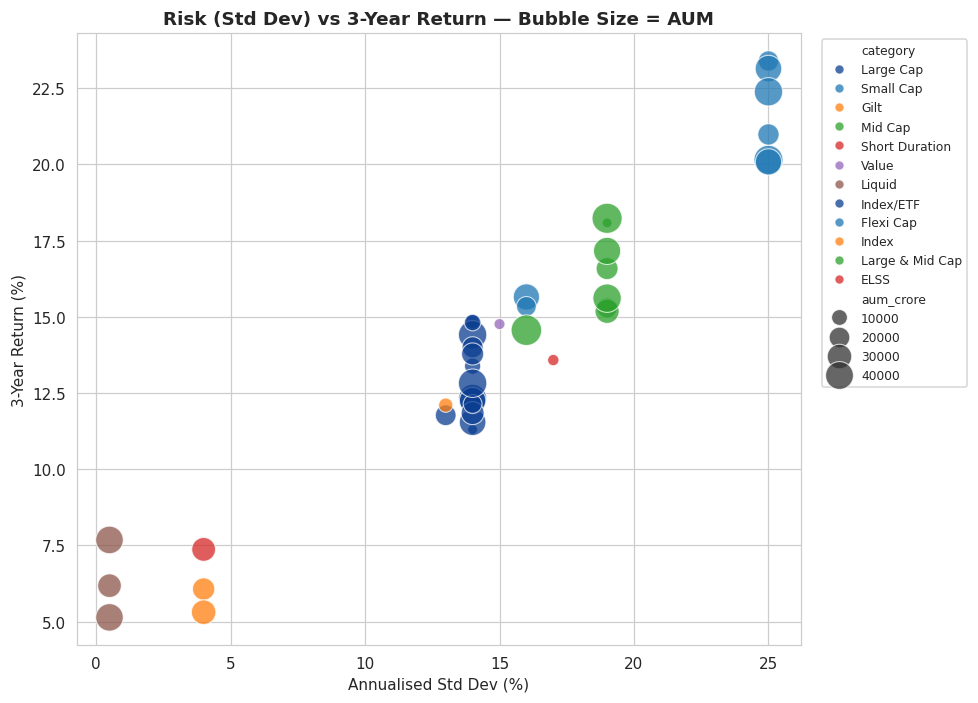 Risk (Std Dev) vs 3-Year Return — Bubble Size = AUM
3-Year Return (%)
22.5
20.0
17.5
15.0
12.5
10.0
7.5
5.0
0
5
10
15
20
25
Annualised Std Dev (%)
category
Large Cap
Small Cap
Gilt
Mid Cap
Short Duration
Value
Liquid
Index/ETF
Flexi Cap
Index
Large & Mid Cap
ELSS
aum_crore
10000
20000
30000
40000